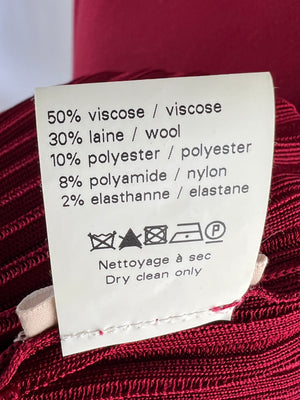 50% viscose / viscose
30% laine / wool
10% polyester / polyester
8% polyamide / nylon
2% elasthanne / elastane
P
Nettoyage à sec
Dry clean only